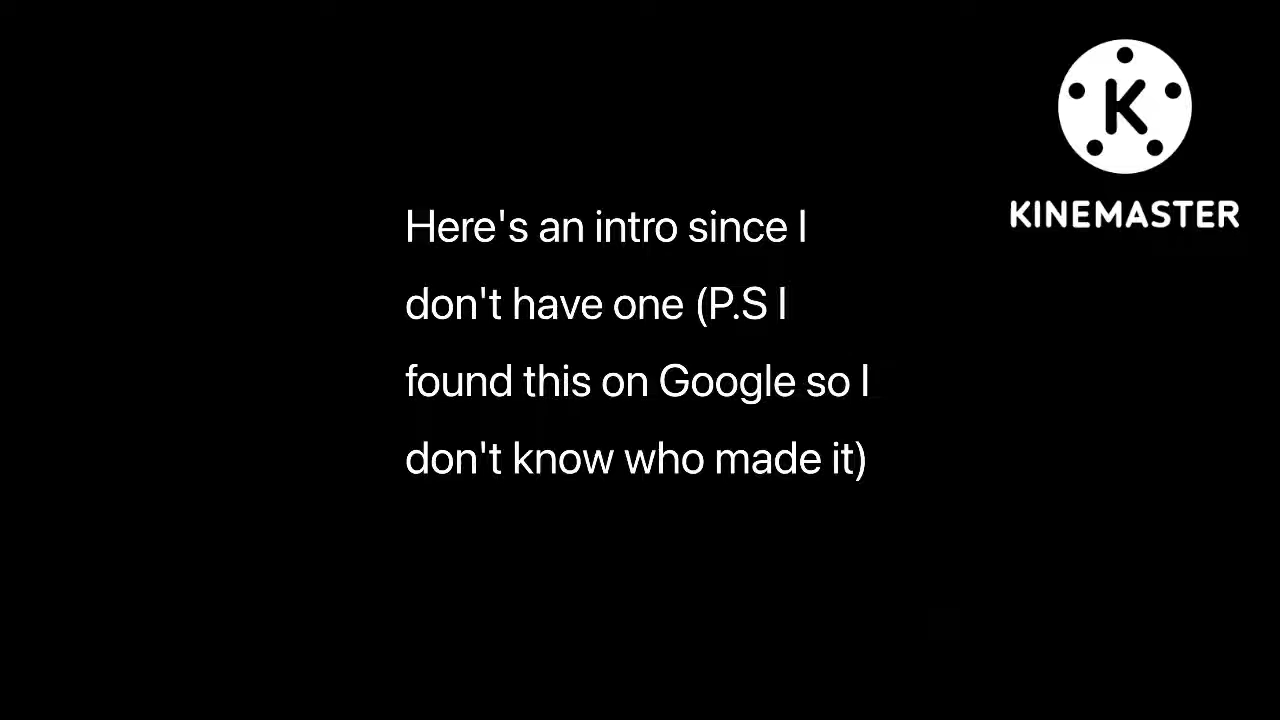 K
KINEMASTER
Here's an intro since I
don't have one (P.S I
found this on Google so I
don't know who made it)